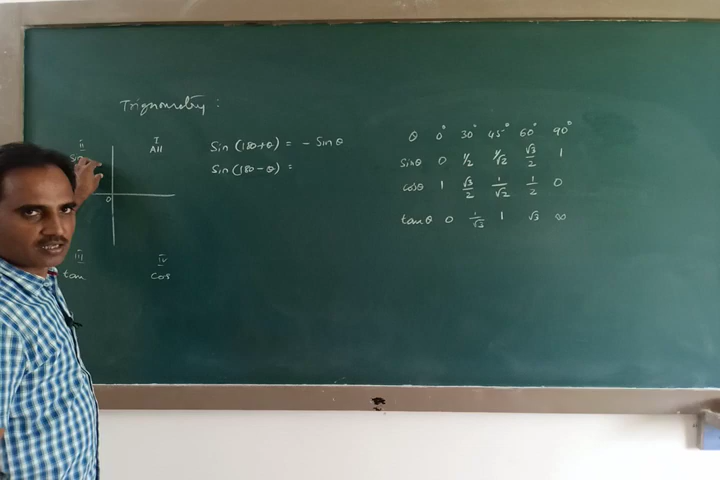 Trigonometry :
II
I
All
O
III
tan
IV
Cos
Sin (180+θ) = - Sin θ
Sin (180-θ) =
θ 0° 30° 45° 60° 90°
sinθ 0 1/2 1/√2 √3/2 1
cosθ 1 √3/2 1/√2 1/2 0
tanθ 0 1/√3 1 √3 ∞